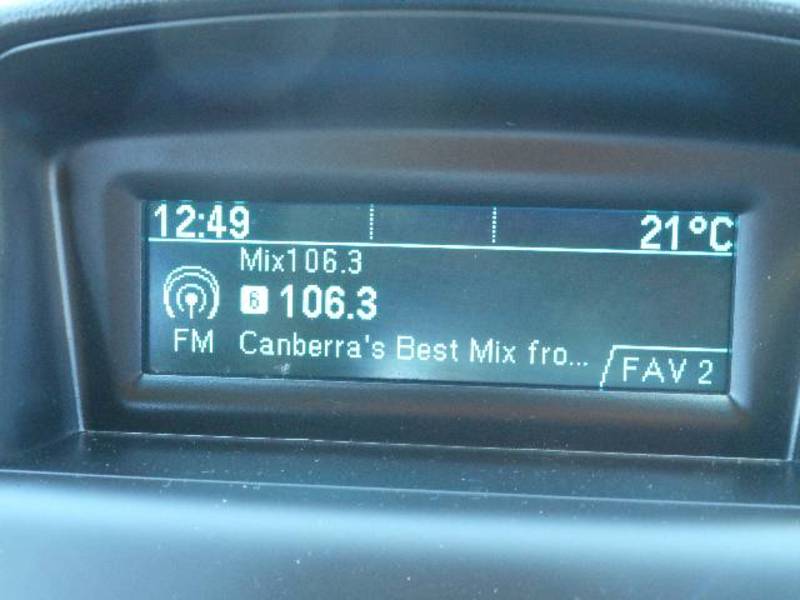 12:49 21°C
Mix106.3
6 106.3
FM Canberra's Best Mix fro...
FAV 2